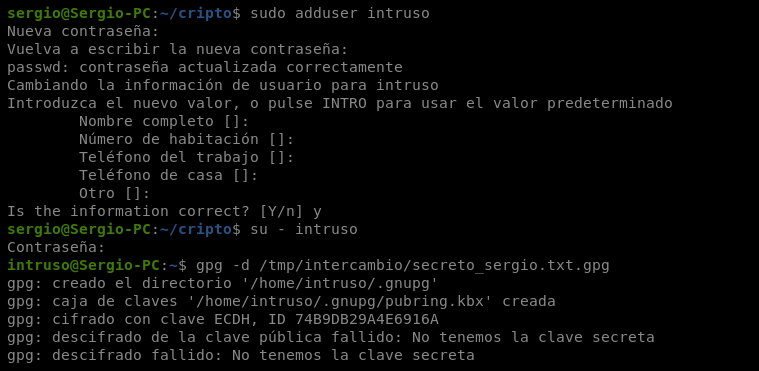 sergio@Sergio-PC:~/cripto$ sudo adduser intruso
Nueva contraseña:
Vuelva a escribir la nueva contraseña:
passwd: contraseña actualizada correctamente
Cambiando la información de usuario para intruso
Introduzca el nuevo valor, o pulse INTRO para usar el valor predeterminado
        Nombre completo []:
        Número de habitación []:
        Teléfono del trabajo []:
        Teléfono de casa []:
        Otro []:
Is the information correct? [Y/n] y
sergio@Sergio-PC:~/cripto$ su - intruso
Contraseña:
intruso@Sergio-PC:~$ gpg -d /tmp/intercambio/secreto_sergio.txt.gpg
gpg: creado el directorio '/home/intruso/.gnupg'
gpg: caja de claves '/home/intruso/.gnupg/pubring.kbx' creada
gpg: cifrado con clave ECDH, ID 74B9DB29A4E6916A
gpg: descifrado de la clave pública fallido: No tenemos la clave secreta
gpg: descifrado fallido: No tenemos la clave secreta